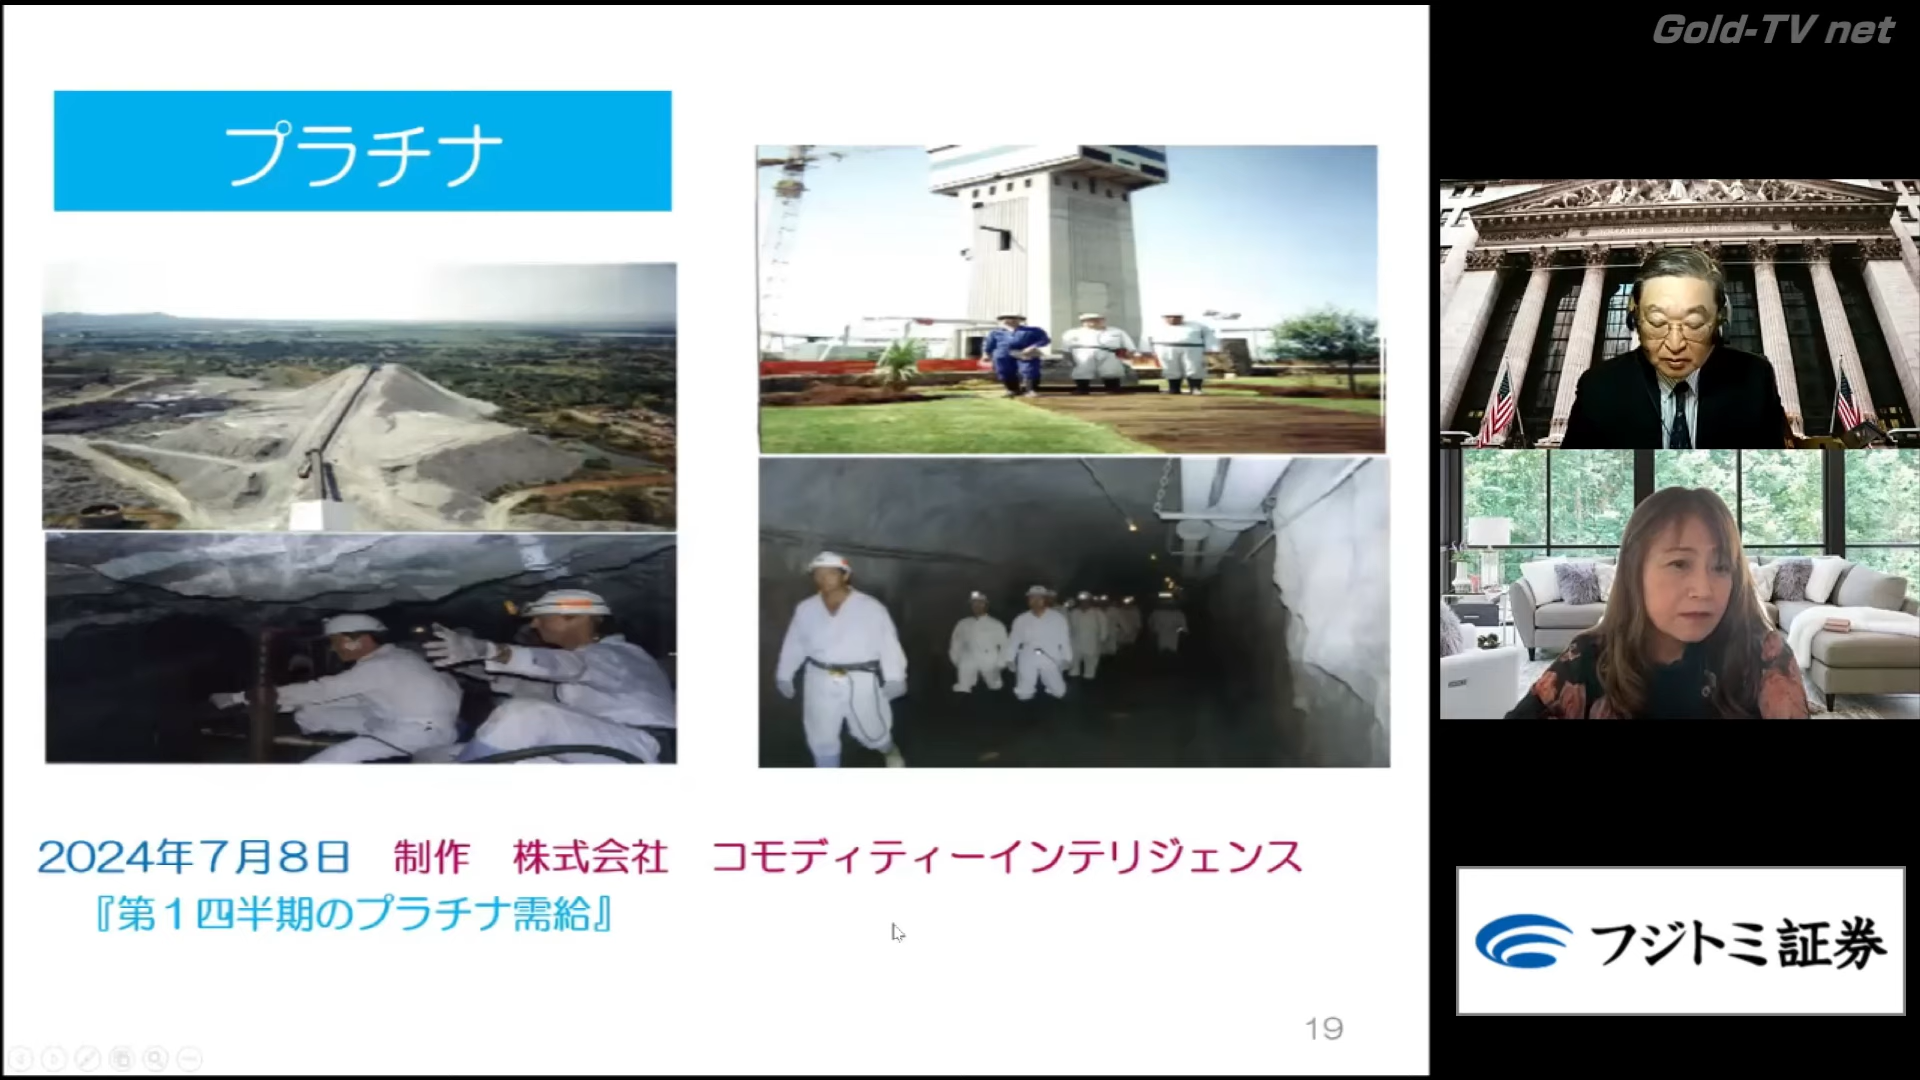 Gold-TV net
プラチナ
2024年7月8日　制作　株式会社　コモディティーインテリジェンス
『第1四半期のプラチナ需給』
19
フジトミ証券